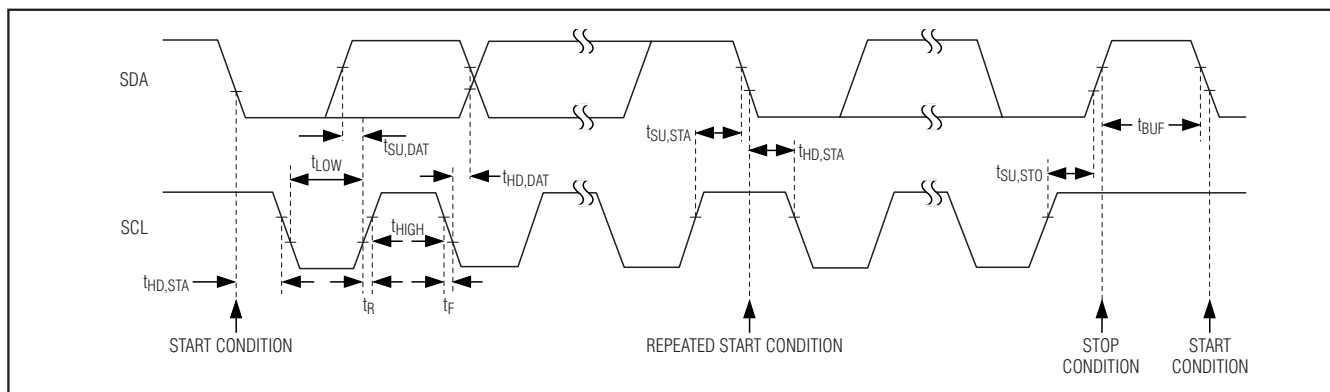 SDA
tSU,DAT
tLOW
tHD,DAT
tSU,STA
tHD,STA
tBUF
tSU,STO
SCL
tHIGH
tHD,STA
tR
tF
START CONDITION
REPEATED START CONDITION
STOP
CONDITION
START
CONDITION